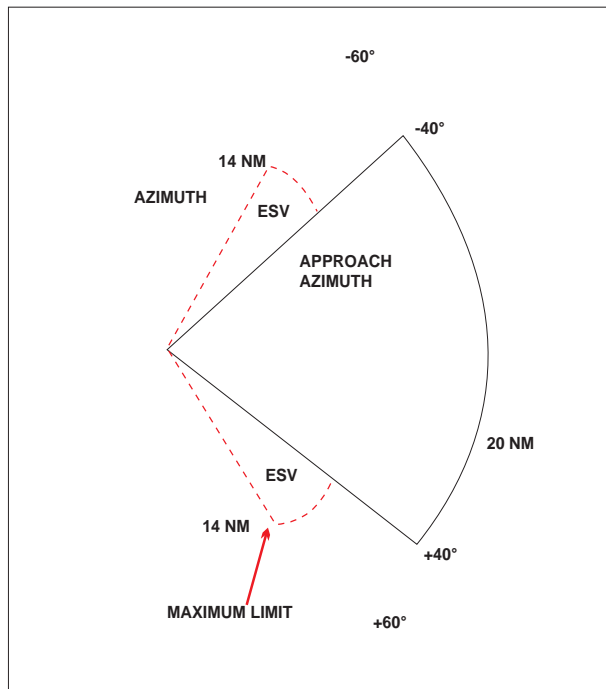 -60°
-40°
14 NM
AZIMUTH
ESV
APPROACH
AZIMUTH
20 NM
ESV
14 NM
+40°
MAXIMUM LIMIT
+60°